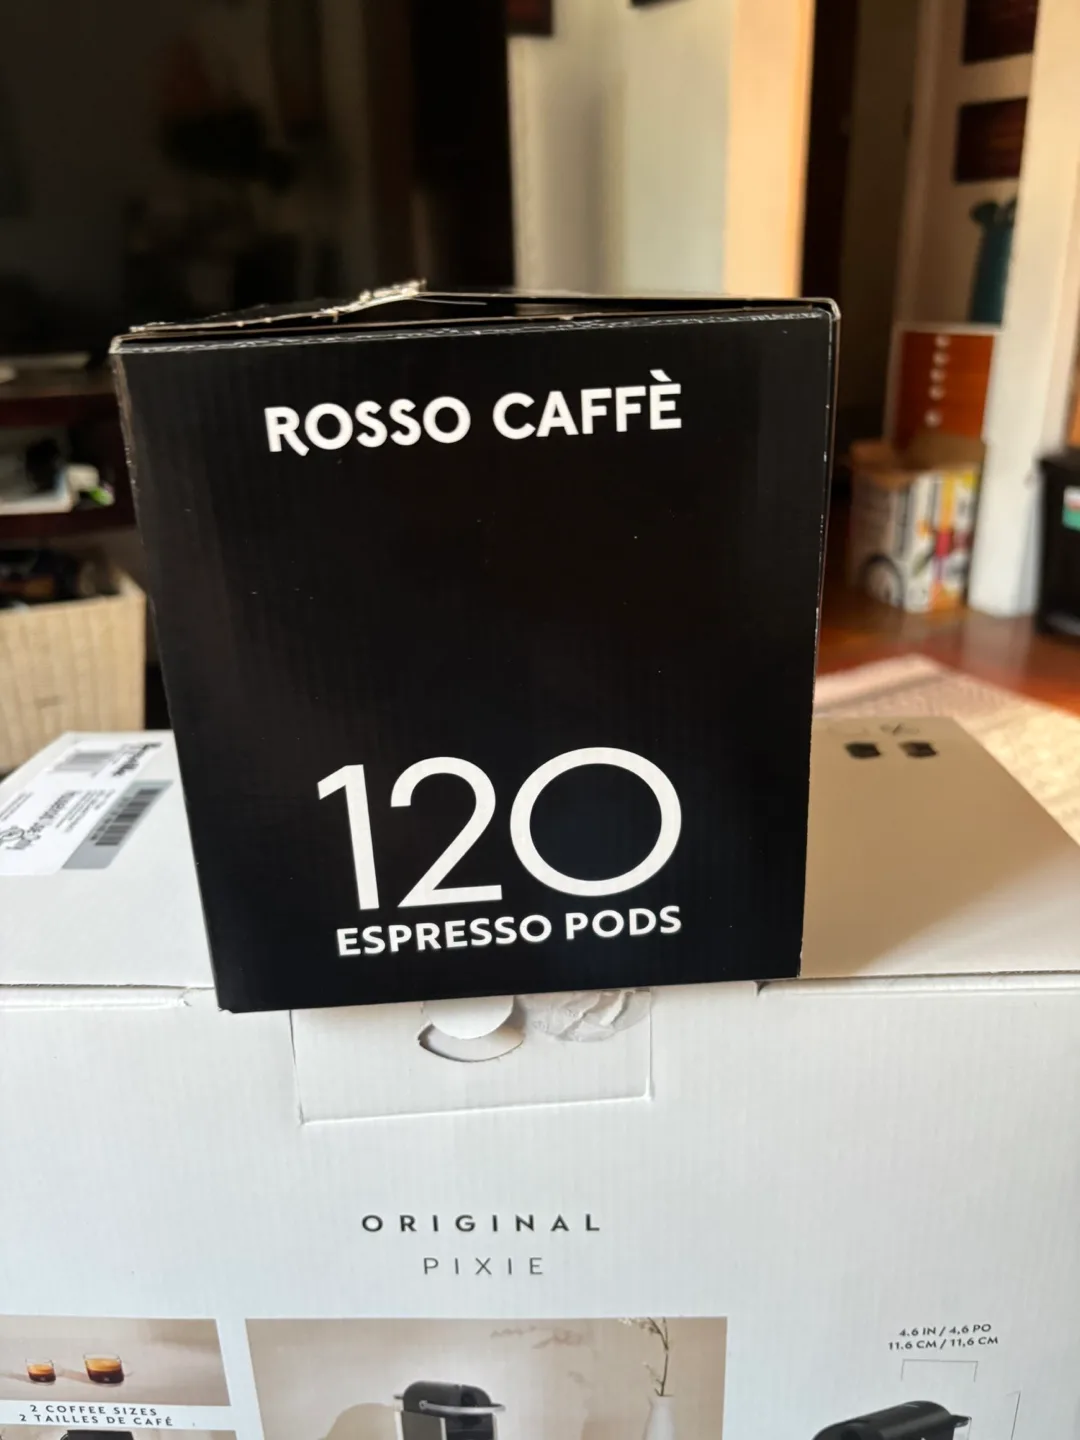 ROSSO CAFFÈ
120
ESPRESSO PODS
ORIGINAL
PIXIE
4.6 IN / 4,6 PO
11.6 CM / 11,6 CM
2 COFFEE SIZES
2 TAILLES DE CAFÉ